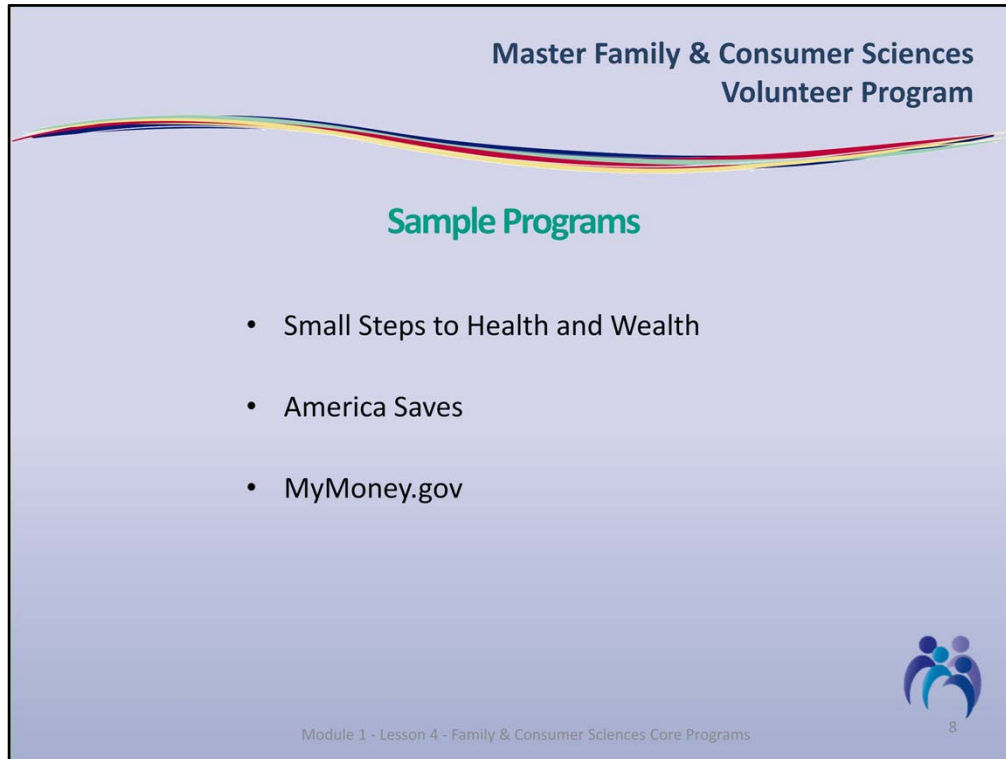 Master Family & Consumer Sciences
Volunteer Program
Sample Programs
• Small Steps to Health and Wealth
• America Saves
• MyMoney.gov
Module 1 - Lesson 4 - Family & Consumer Sciences Core Programs
8